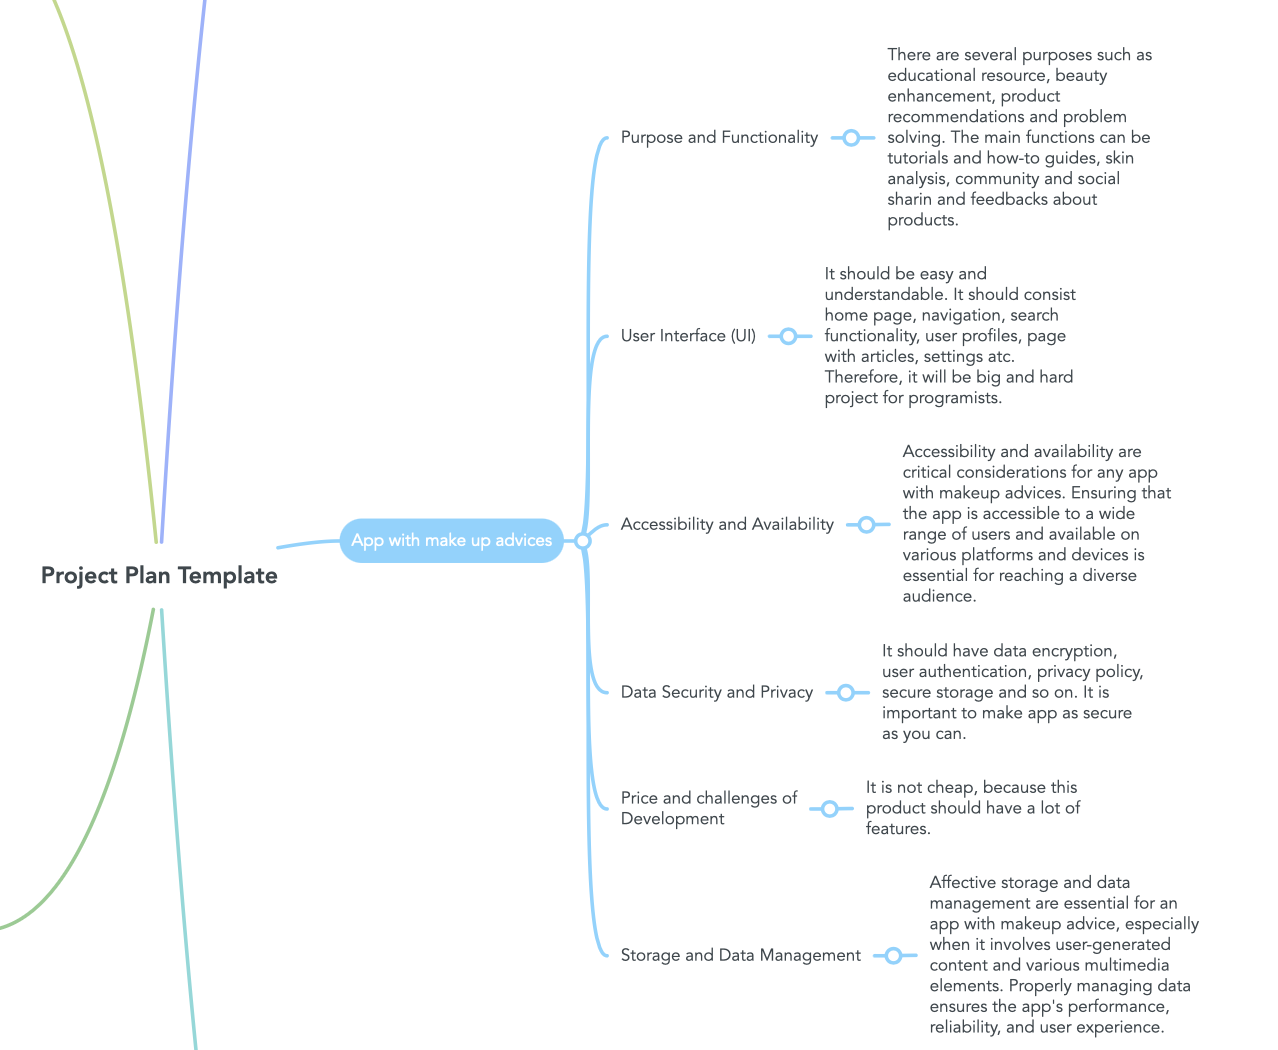 Project Plan Template
App with make up advices
Purpose and Functionality
There are several purposes such as
educational resource, beauty
enhancement, product
recommendations and problem
solving. The main functions can be
tutorials and how-to guides, skin
analysis, community and social
sharin and feedbacks about
products.
User Interface (UI)
It should be easy and
understandable. It should consist
home page, navigation, search
functionality, user profiles, page
with articles, settings atc.
Therefore, it will be big and hard
project for programists.
Accessibility and Availability
Accessibility and availability are
critical considerations for any app
with makeup advices. Ensuring that
the app is accessible to a wide
range of users and available on
various platforms and devices is
essential for reaching a diverse
audience.
Data Security and Privacy
It should have data encryption,
user authentication, privacy policy,
secure storage and so on. It is
important to make app as secure
as you can.
Price and challenges of
Development
It is not cheap, because this
product should have a lot of
features.
Storage and Data Management
Affective storage and data
management are essential for an
app with makeup advice, especially
when it involves user-generated
content and various multimedia
elements. Properly managing data
ensures the app's performance,
reliability, and user experience.